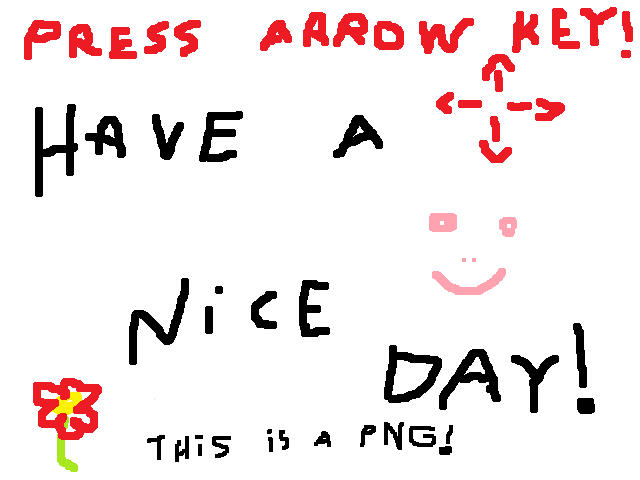 PRESS ARROW KEY!
HAVE A
NiCE
DAY!
THiS iS A PNG!